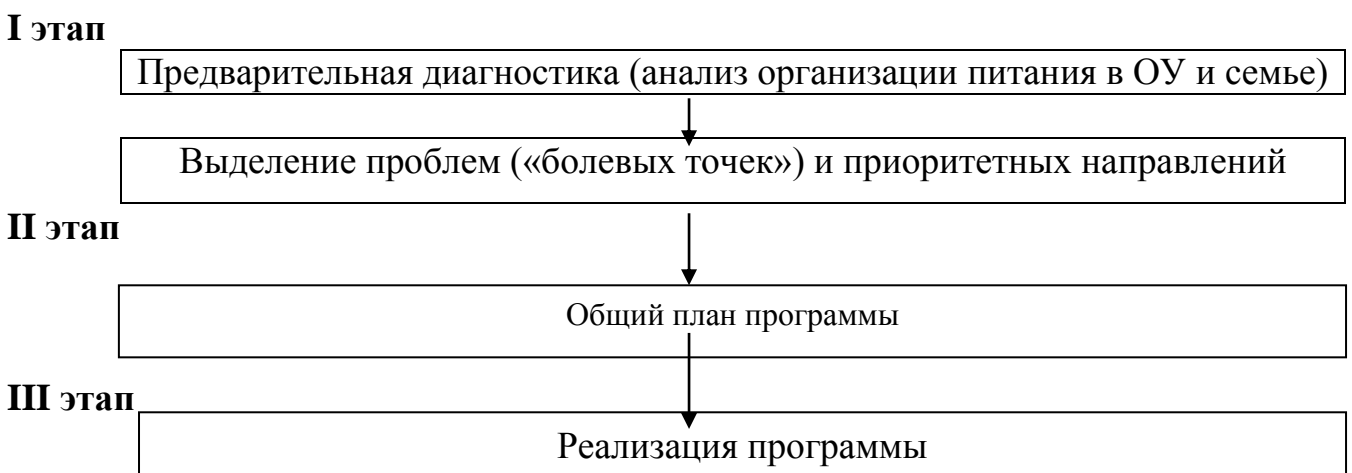 I этап
Предварительная диагностика (анализ организации питания в ОУ и семье)
Выделение проблем («болевых точек») и приоритетных направлений
II этап
Общий план программы
III этап
Реализация программы